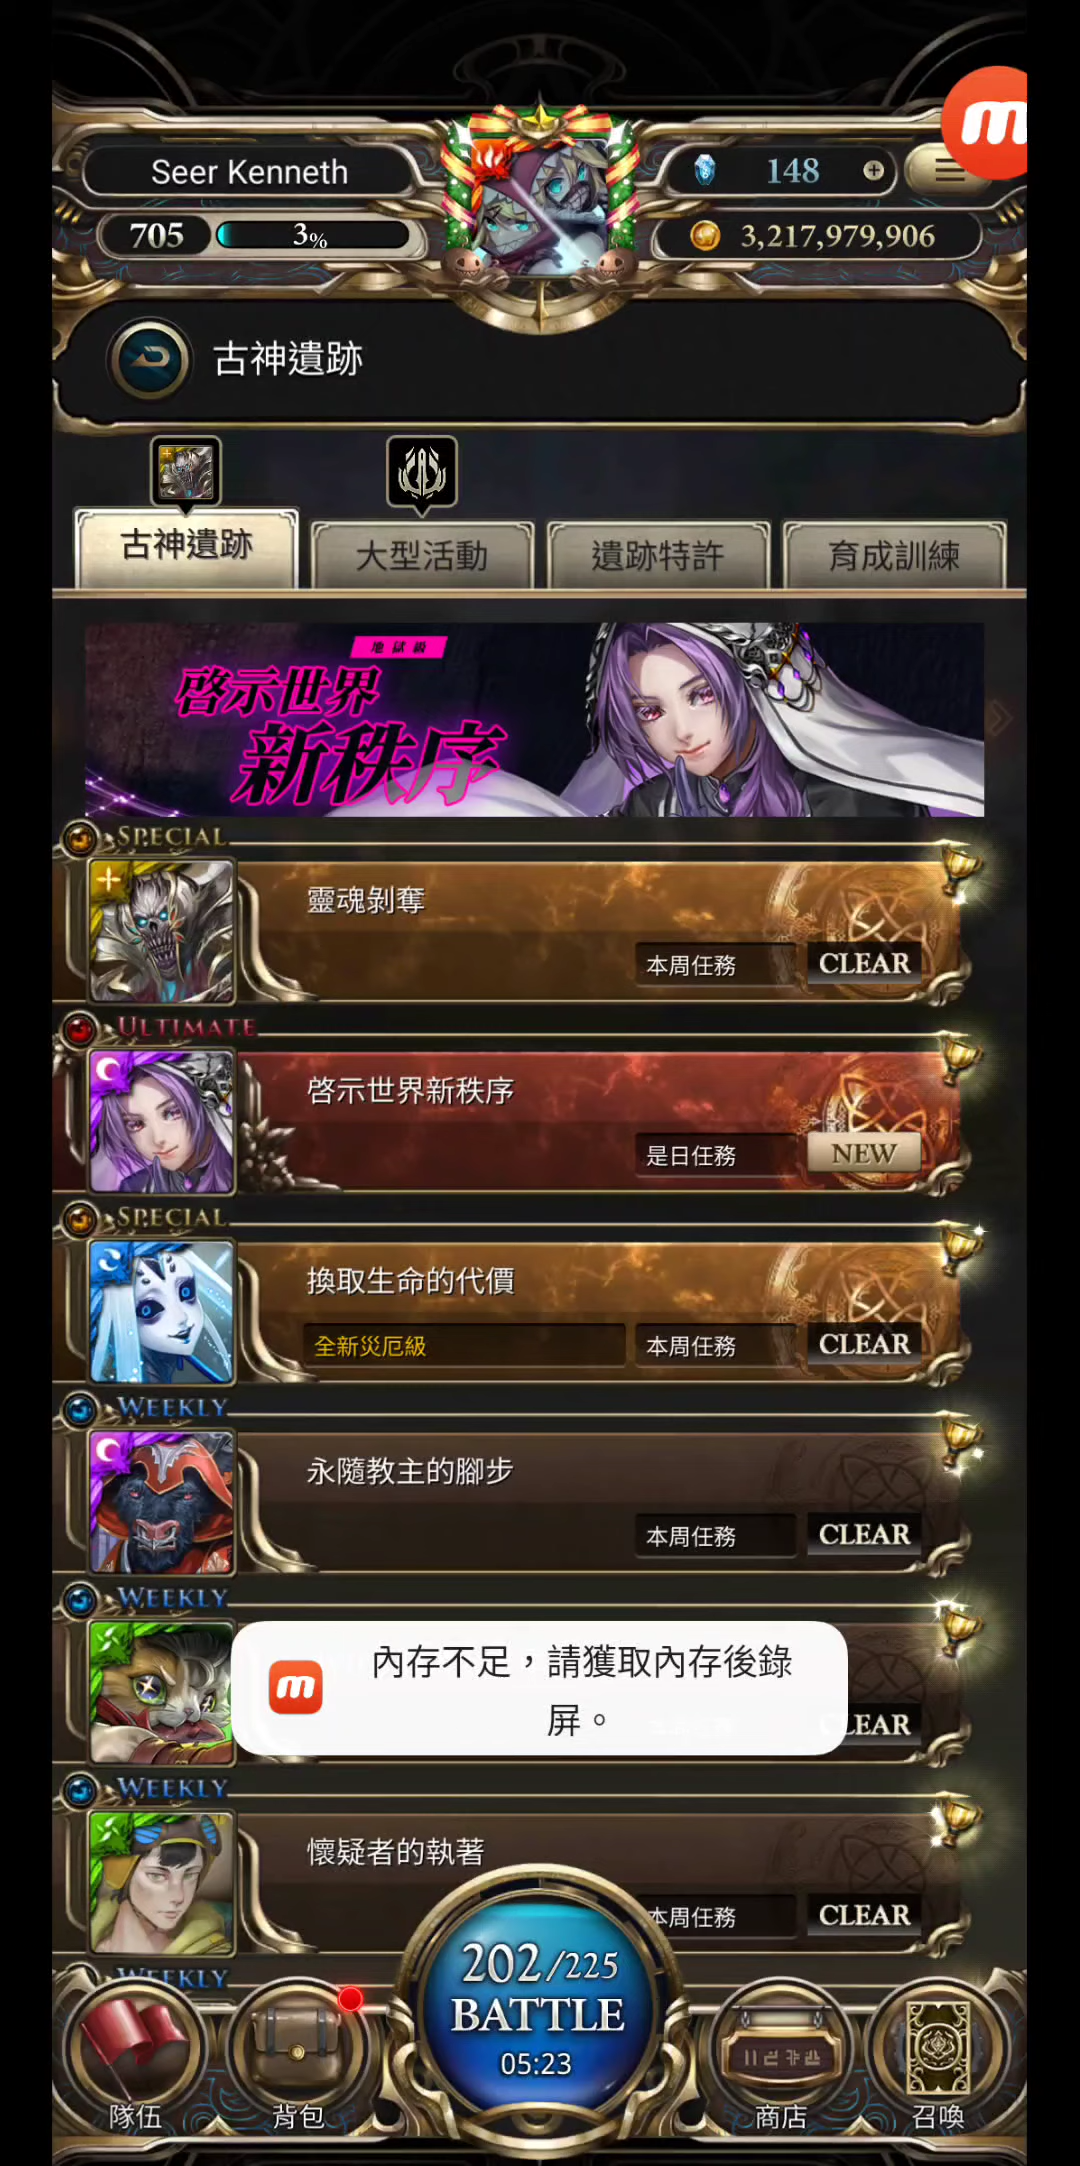 Seer Kenneth
148
705
3%
3,217,979,906
古神遺跡
古神遺跡
大型活動
遺跡特許
育成訓練
地獄級
啓示世界
新秩序
SPECIAL
靈魂剝奪
本周任務
CLEAR
ULTIMATE
啓示世界新秩序
是日任務
NEW
SPECIAL
換取生命的代價
全新災厄級
本周任務
CLEAR
WEEKLY
永隨教主的腳步
本周任務
CLEAR
WEEKLY
內存不足，請獲取內存後錄
屏。
CLEAR
WEEKLY
懷疑者的執著
本周任務
CLEAR
WEEKLY
202/225
BATTLE
05:23
隊伍
背包
商店
召喚